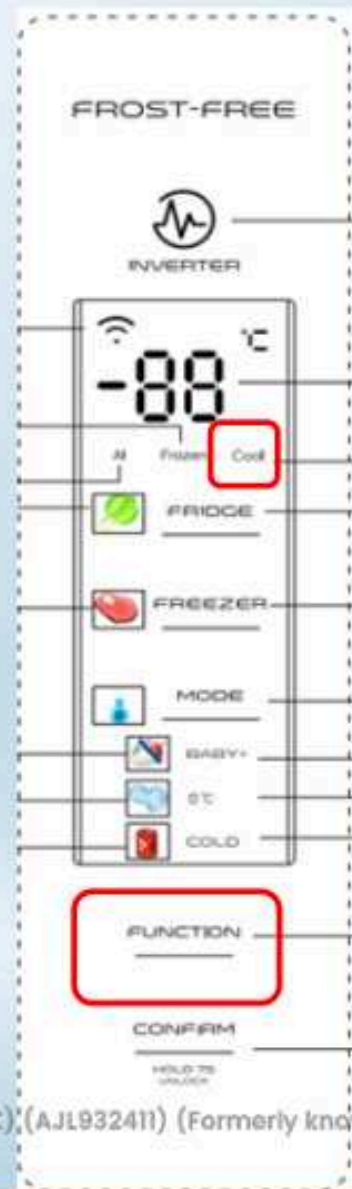 FROST-FREE
INVERTER
°C
-88
AI Frozen Cool
FRIDGE
FREEZER
MODE
BABY+
0°C
COLD
FUNCTION
CONFIRM
HOLD 3S
UNLOCK
(AJL932411) (Formerly kno